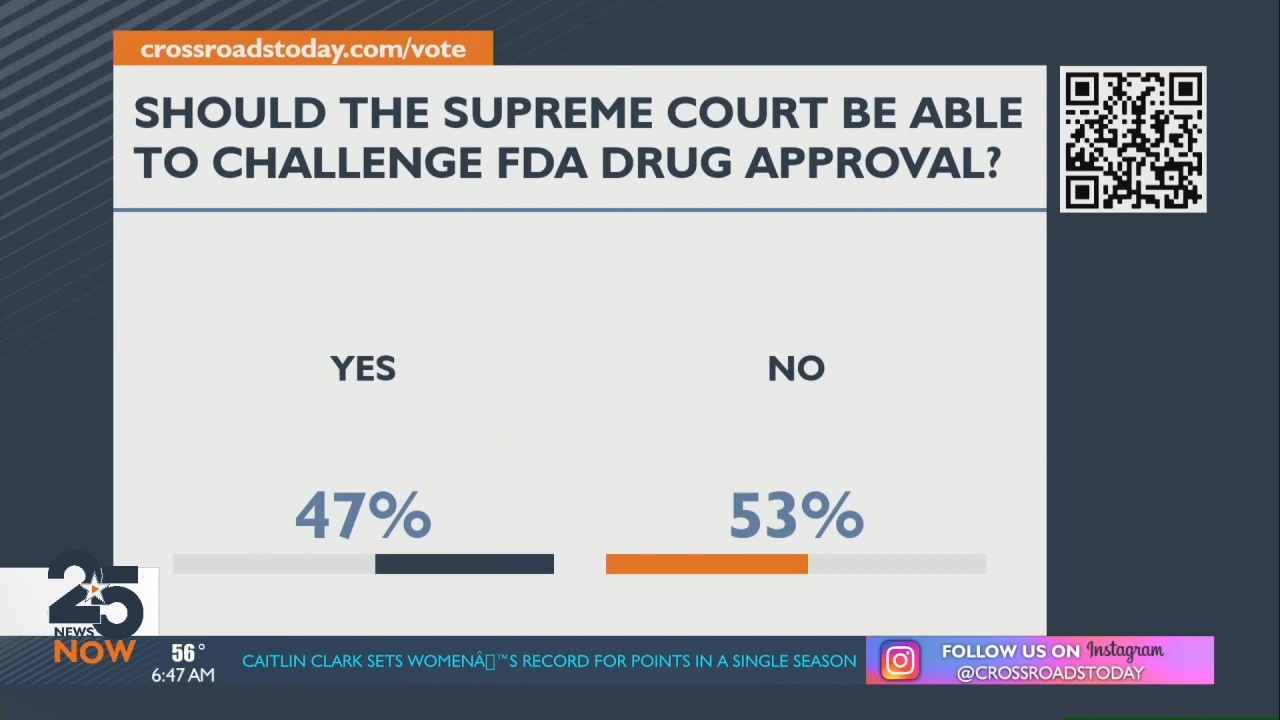 crossroadstoday.com/vote
SHOULD THE SUPREME COURT BE ABLE
TO CHALLENGE FDA DRUG APPROVAL?
YES
NO
47%
53%
25
NEWS
NOW
56°
6:47 AM
CAITLIN CLARK SETS WOMENÂ▯™S RECORD FOR POINTS IN A SINGLE SEASON
FOLLOW US ON Instagram
@CROSSROADSTODAY